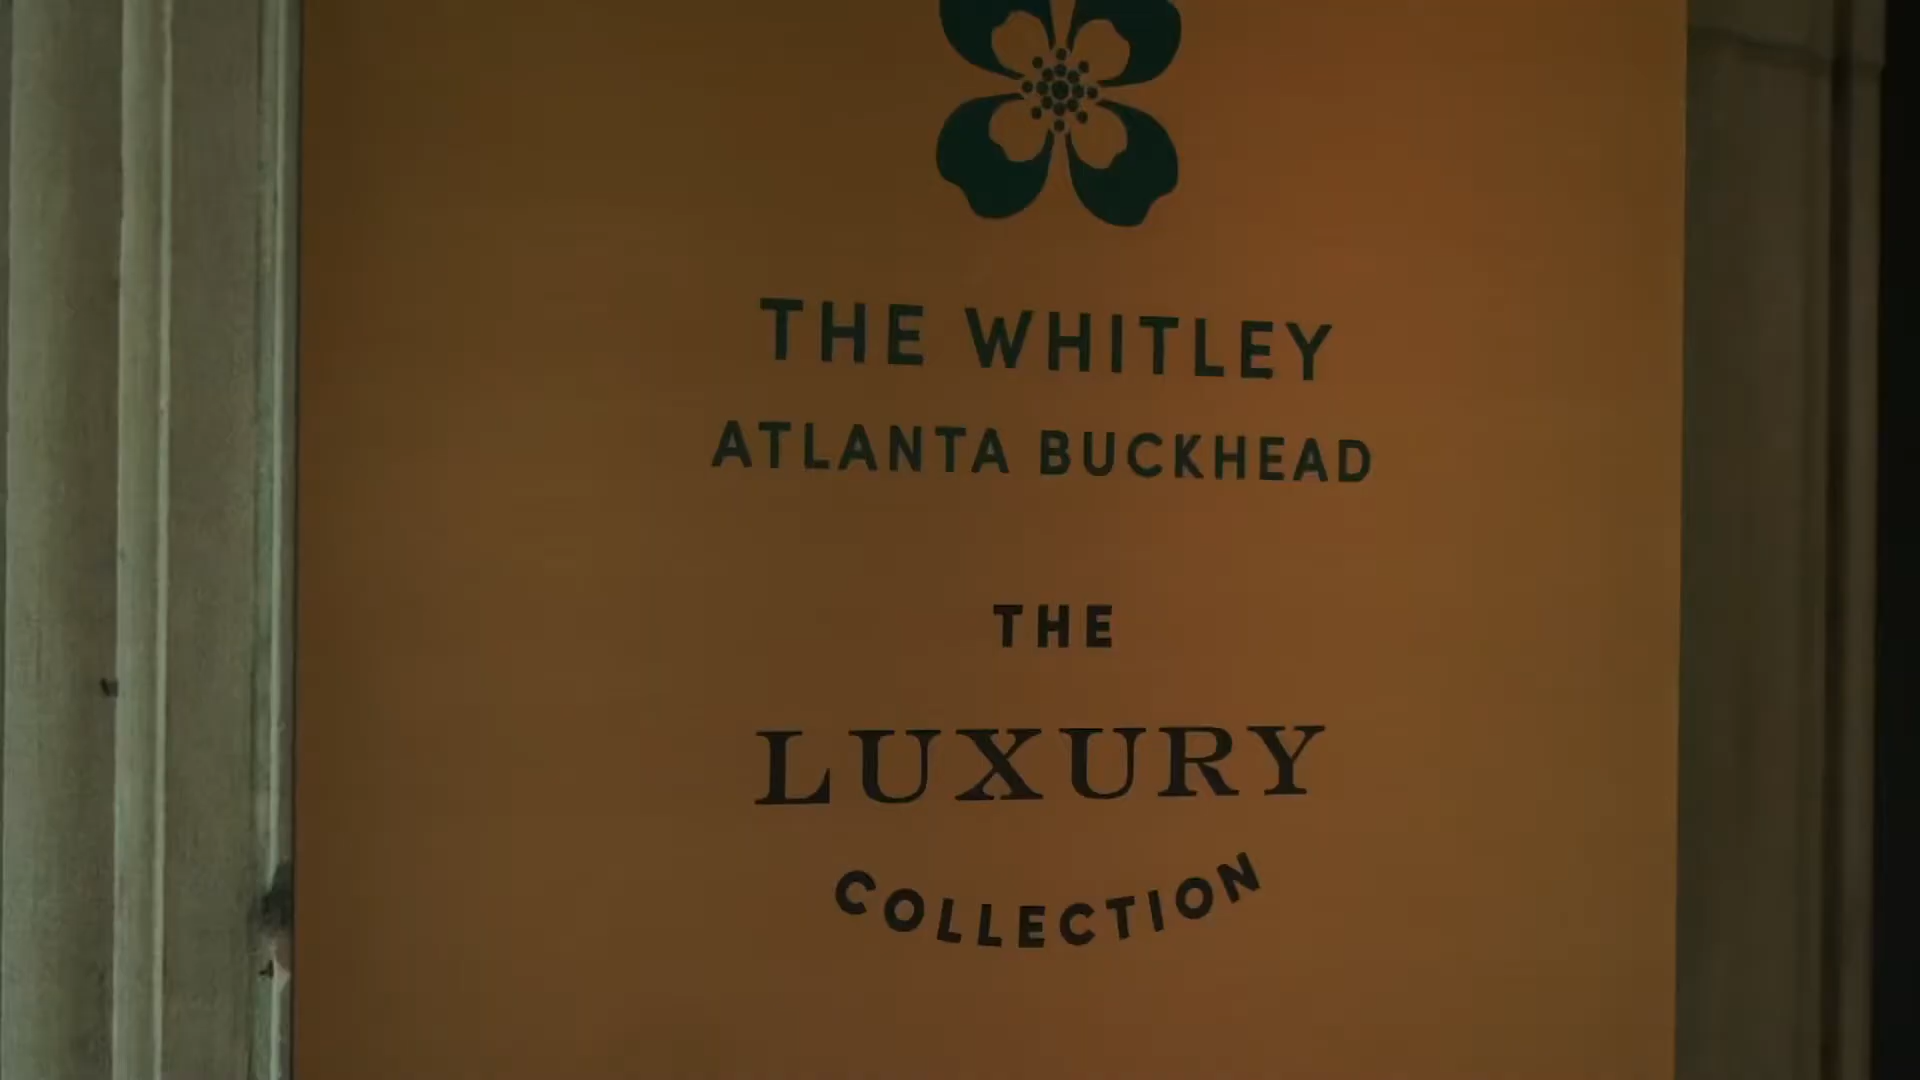 THE WHITLEY
ATLANTA BUCKHEAD
THE
LUXURY
COLLECTION